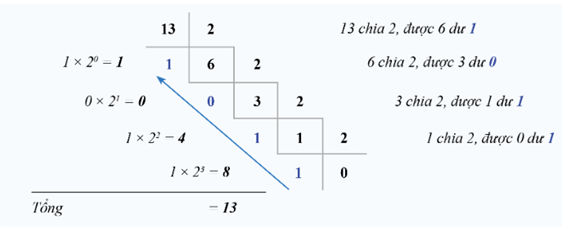 13 2 13 chia 2, được 6 dư 1
1 × 2⁰ = 1 1 6 2 6 chia 2, được 3 dư 0
0 × 2¹ = 0 0 3 2 3 chia 2, được 1 dư 1
1 × 2² = 4 1 1 2 1 chia 2, được 0 dư 1
1 × 2³ = 8 1 0
Tổng = 13